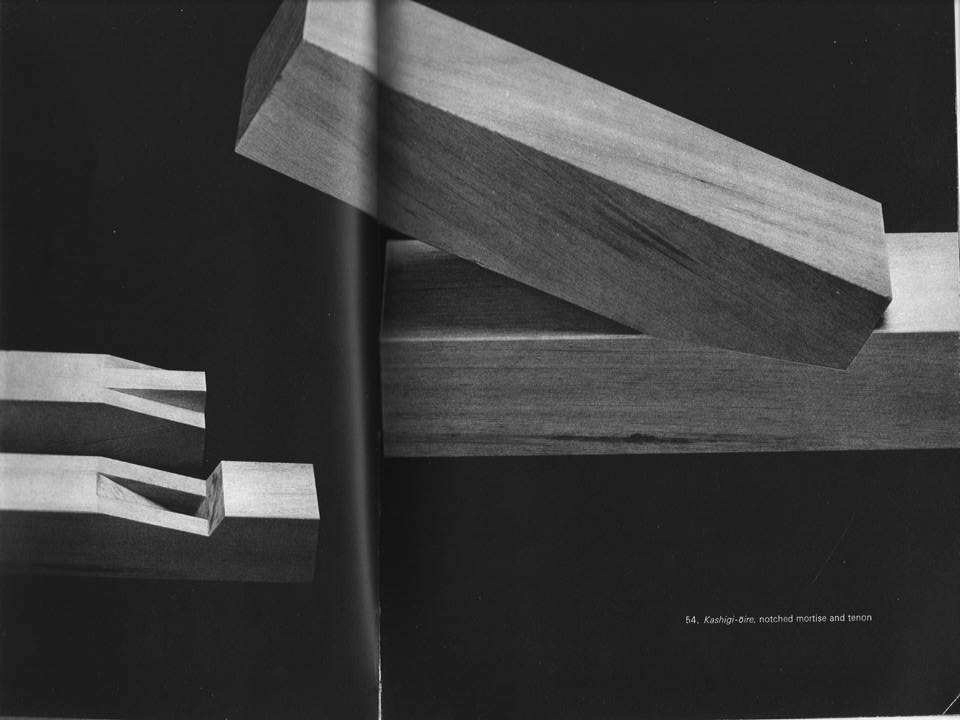 54. Kashigi-ōire, notched mortise and tenon